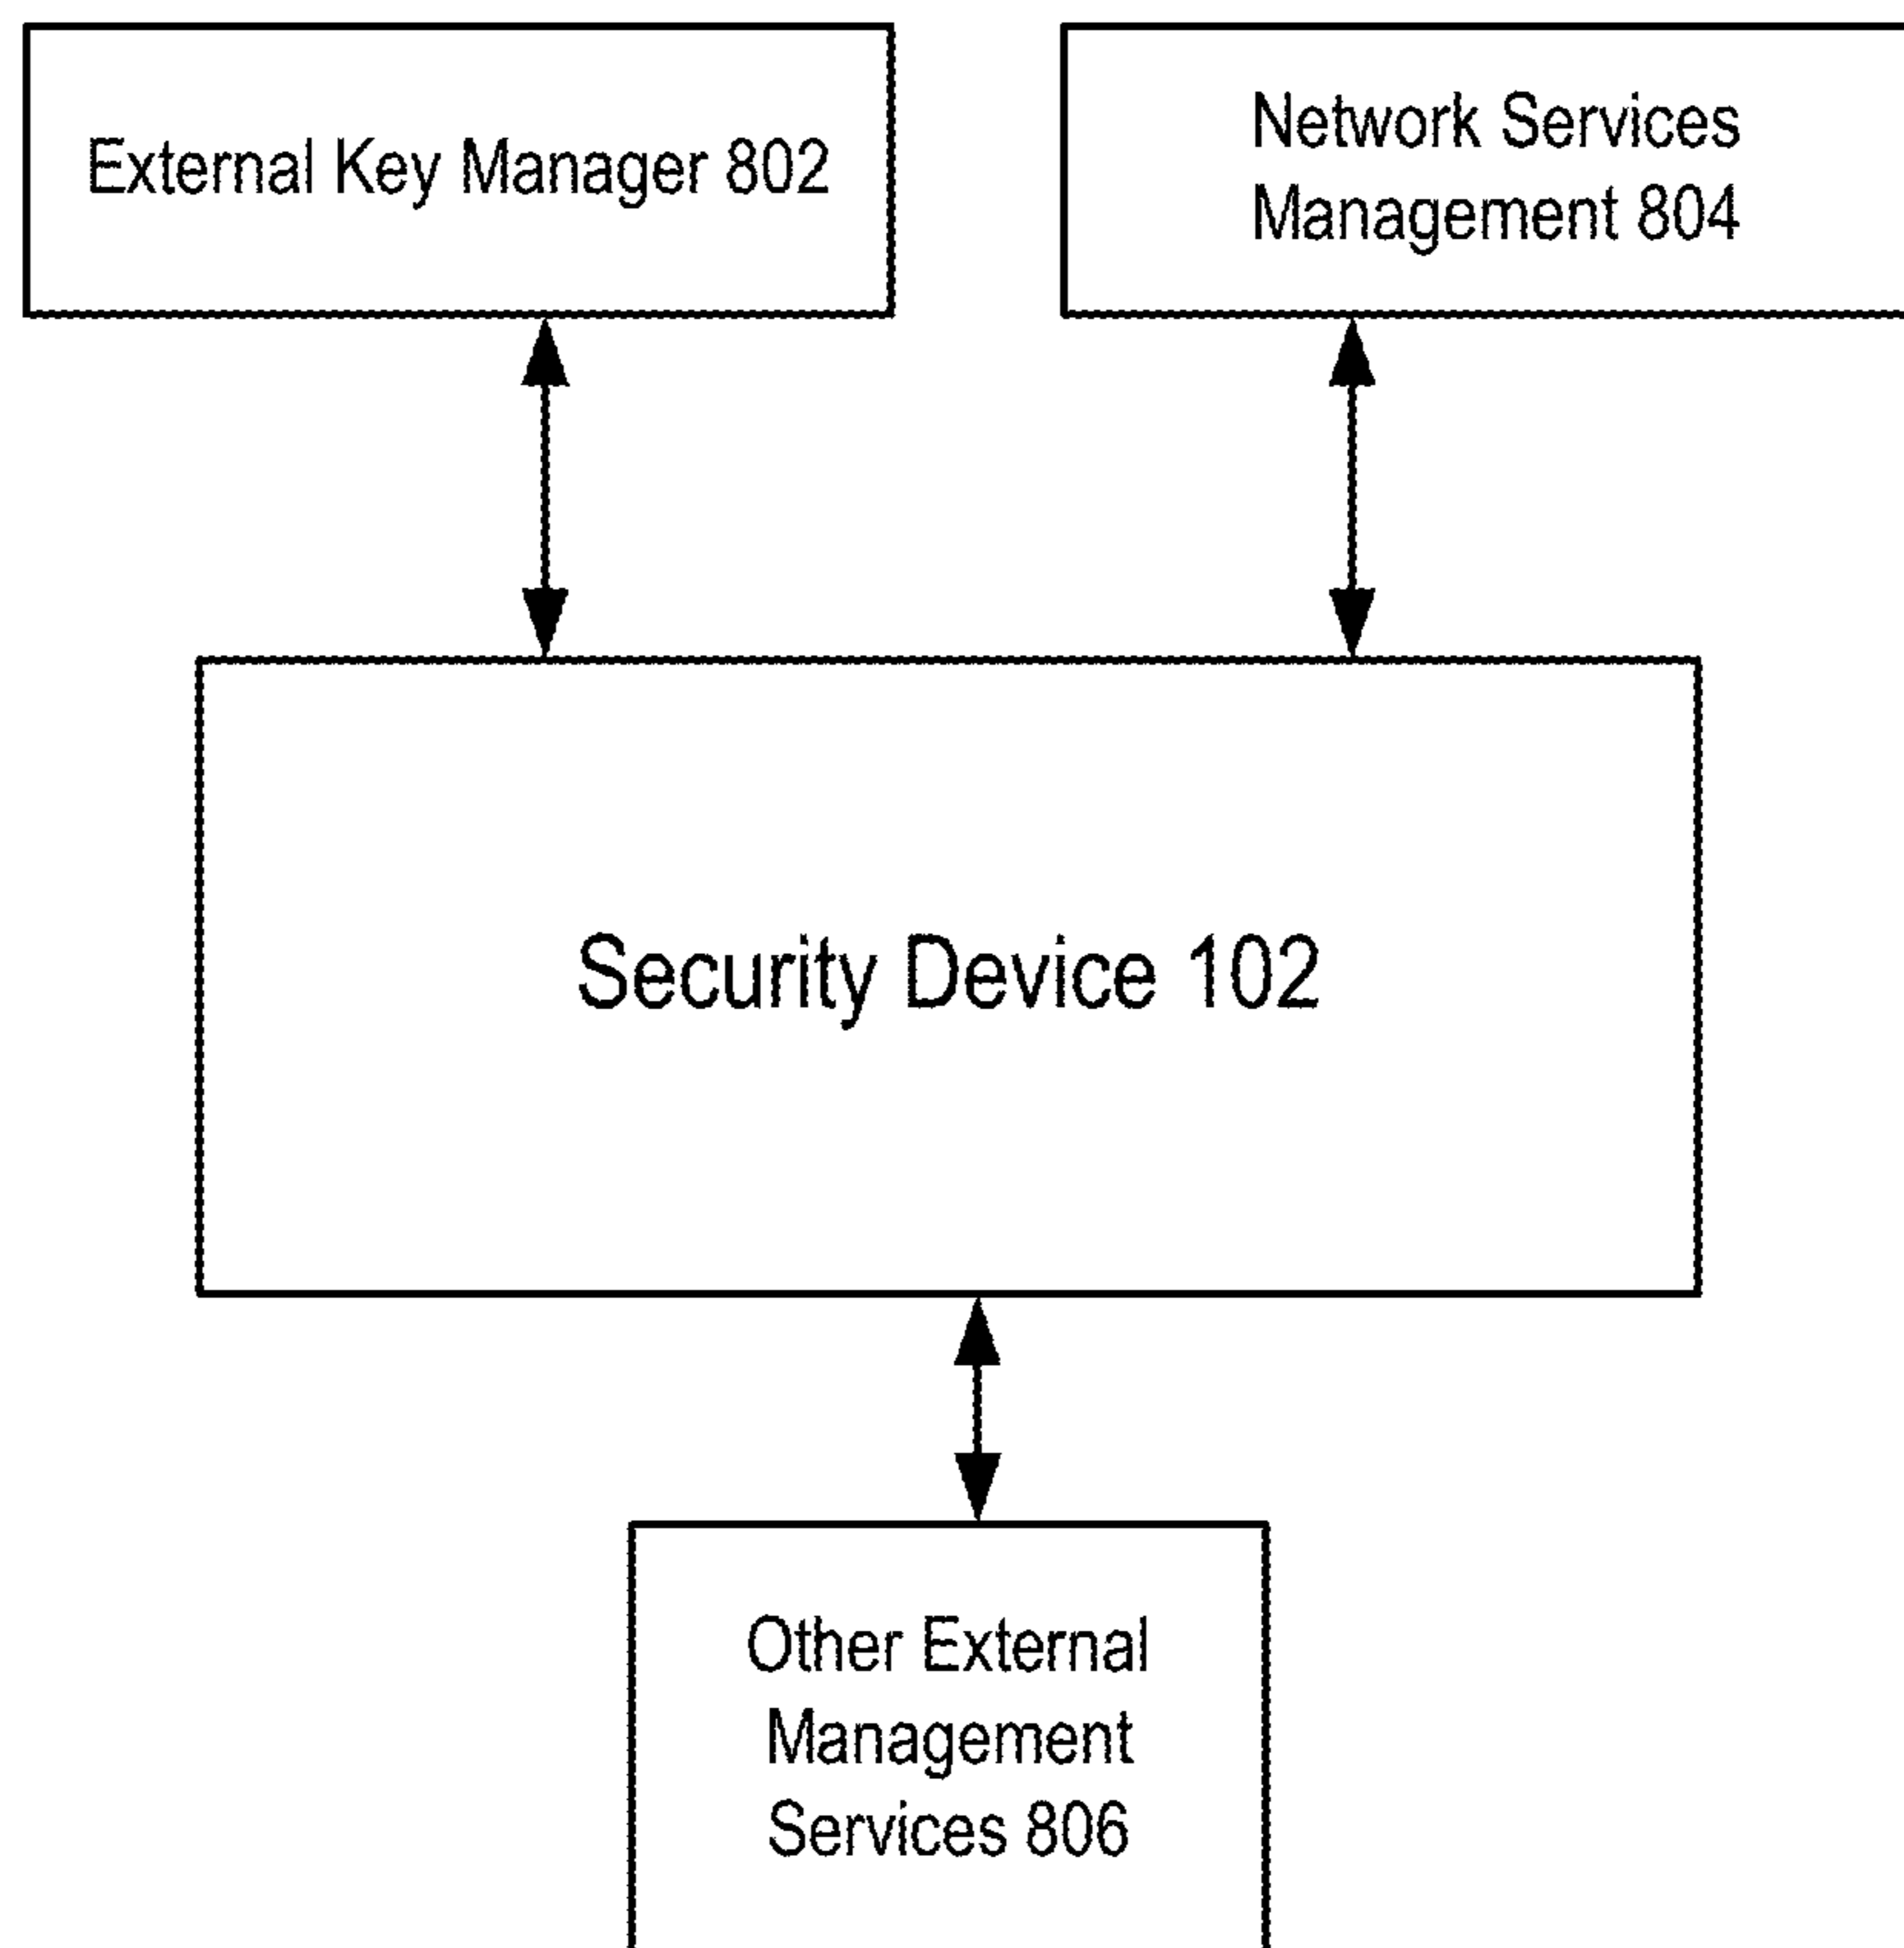 External Key Manager 802
Network Services
Management 804
Security Device 102
Other External
Management
Services 806